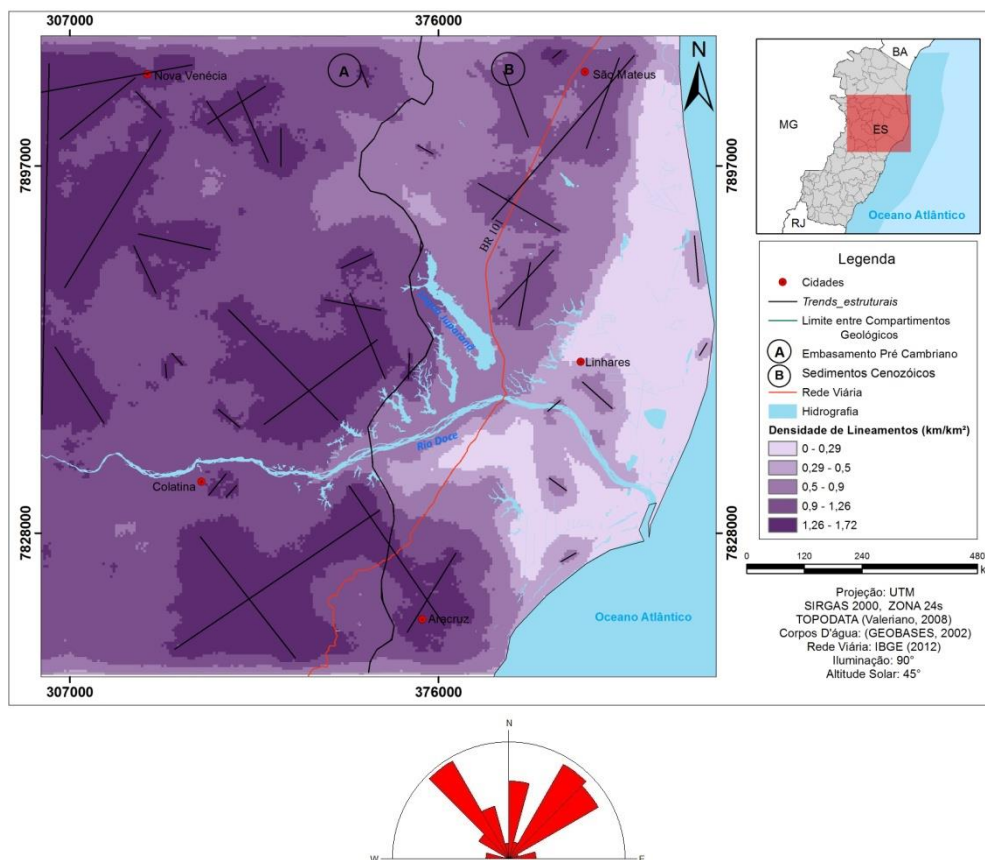 307000
376000
Nova Venécia
A
B
São Mateus
N
7897000
7897000
BR 101
Linhares
Rio Doce
Colatina
7828000
7828000
Aracruz
Oceano Atlântico
307000
376000
BA
MG
ES
RJ
Oceano Atlântico
Legenda
Cidades
Trends_estruturais
Limite entre Compartimentos
Geológicos
A Embasamento Pré Cambriano
B Sedimentos Cenozóicos
Rede Viária
Hidrografia
Densidade de Lineamentos (km/km²)
0 - 0,29
0,29 - 0,5
0,5 - 0,9
0,9 - 1,26
1,26 - 1,72
0 120 240 480
Projeção: UTM
SIRGAS 2000, ZONA 24s
TOPODATA (Valeriano, 2008)
Corpos D'água: (GEOBASES, 2002)
Rede Viária: IBGE (2012)
Iluminação: 90°
Altitude Solar: 45°
N
W
E